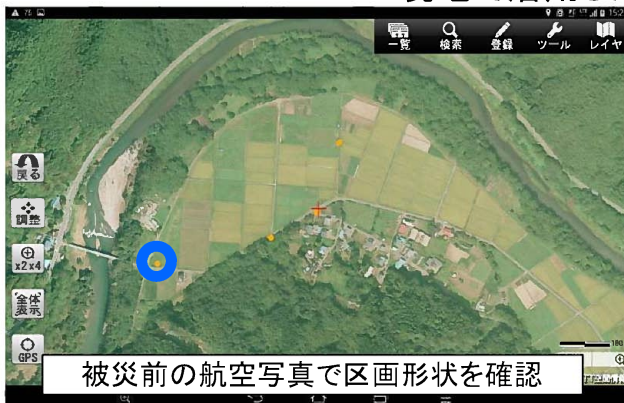 一覧 検索 登録 ツール レイヤ
戻る
調整
x2 x4
全体
表示
GPS
被災前の航空写真で区画形状を確認